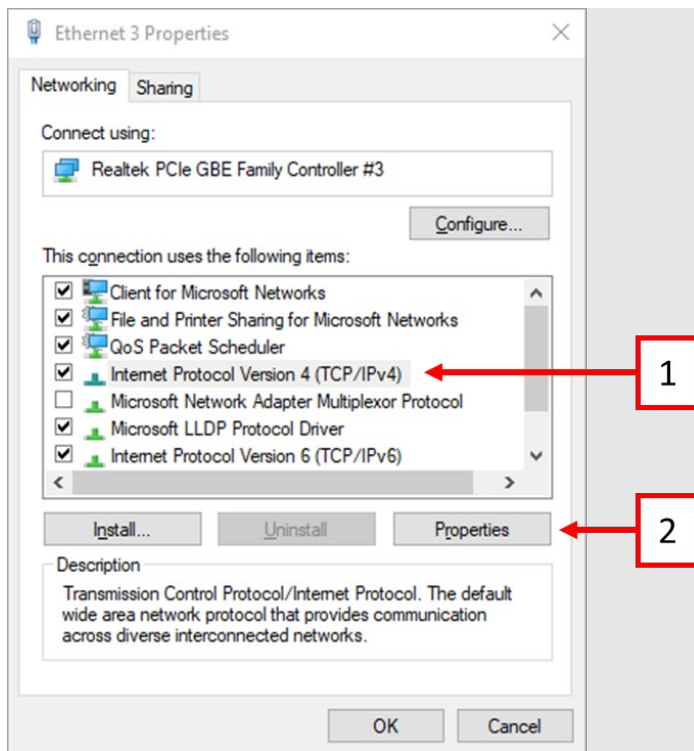 Ethernet 3 Properties
Networking
Sharing
Connect using:
Realtek PCIe GBE Family Controller #3
Configure...
This connection uses the following items:
Client for Microsoft Networks
File and Printer Sharing for Microsoft Networks
QoS Packet Scheduler
Internet Protocol Version 4 (TCP/IPv4)
1
Microsoft Network Adapter Multiplexor Protocol
Microsoft LLDP Protocol Driver
Internet Protocol Version 6 (TCP/IPv6)
Install...
Uninstall
Properties
2
Description
Transmission Control Protocol/Internet Protocol. The default
wide area network protocol that provides communication
across diverse interconnected networks.
OK
Cancel